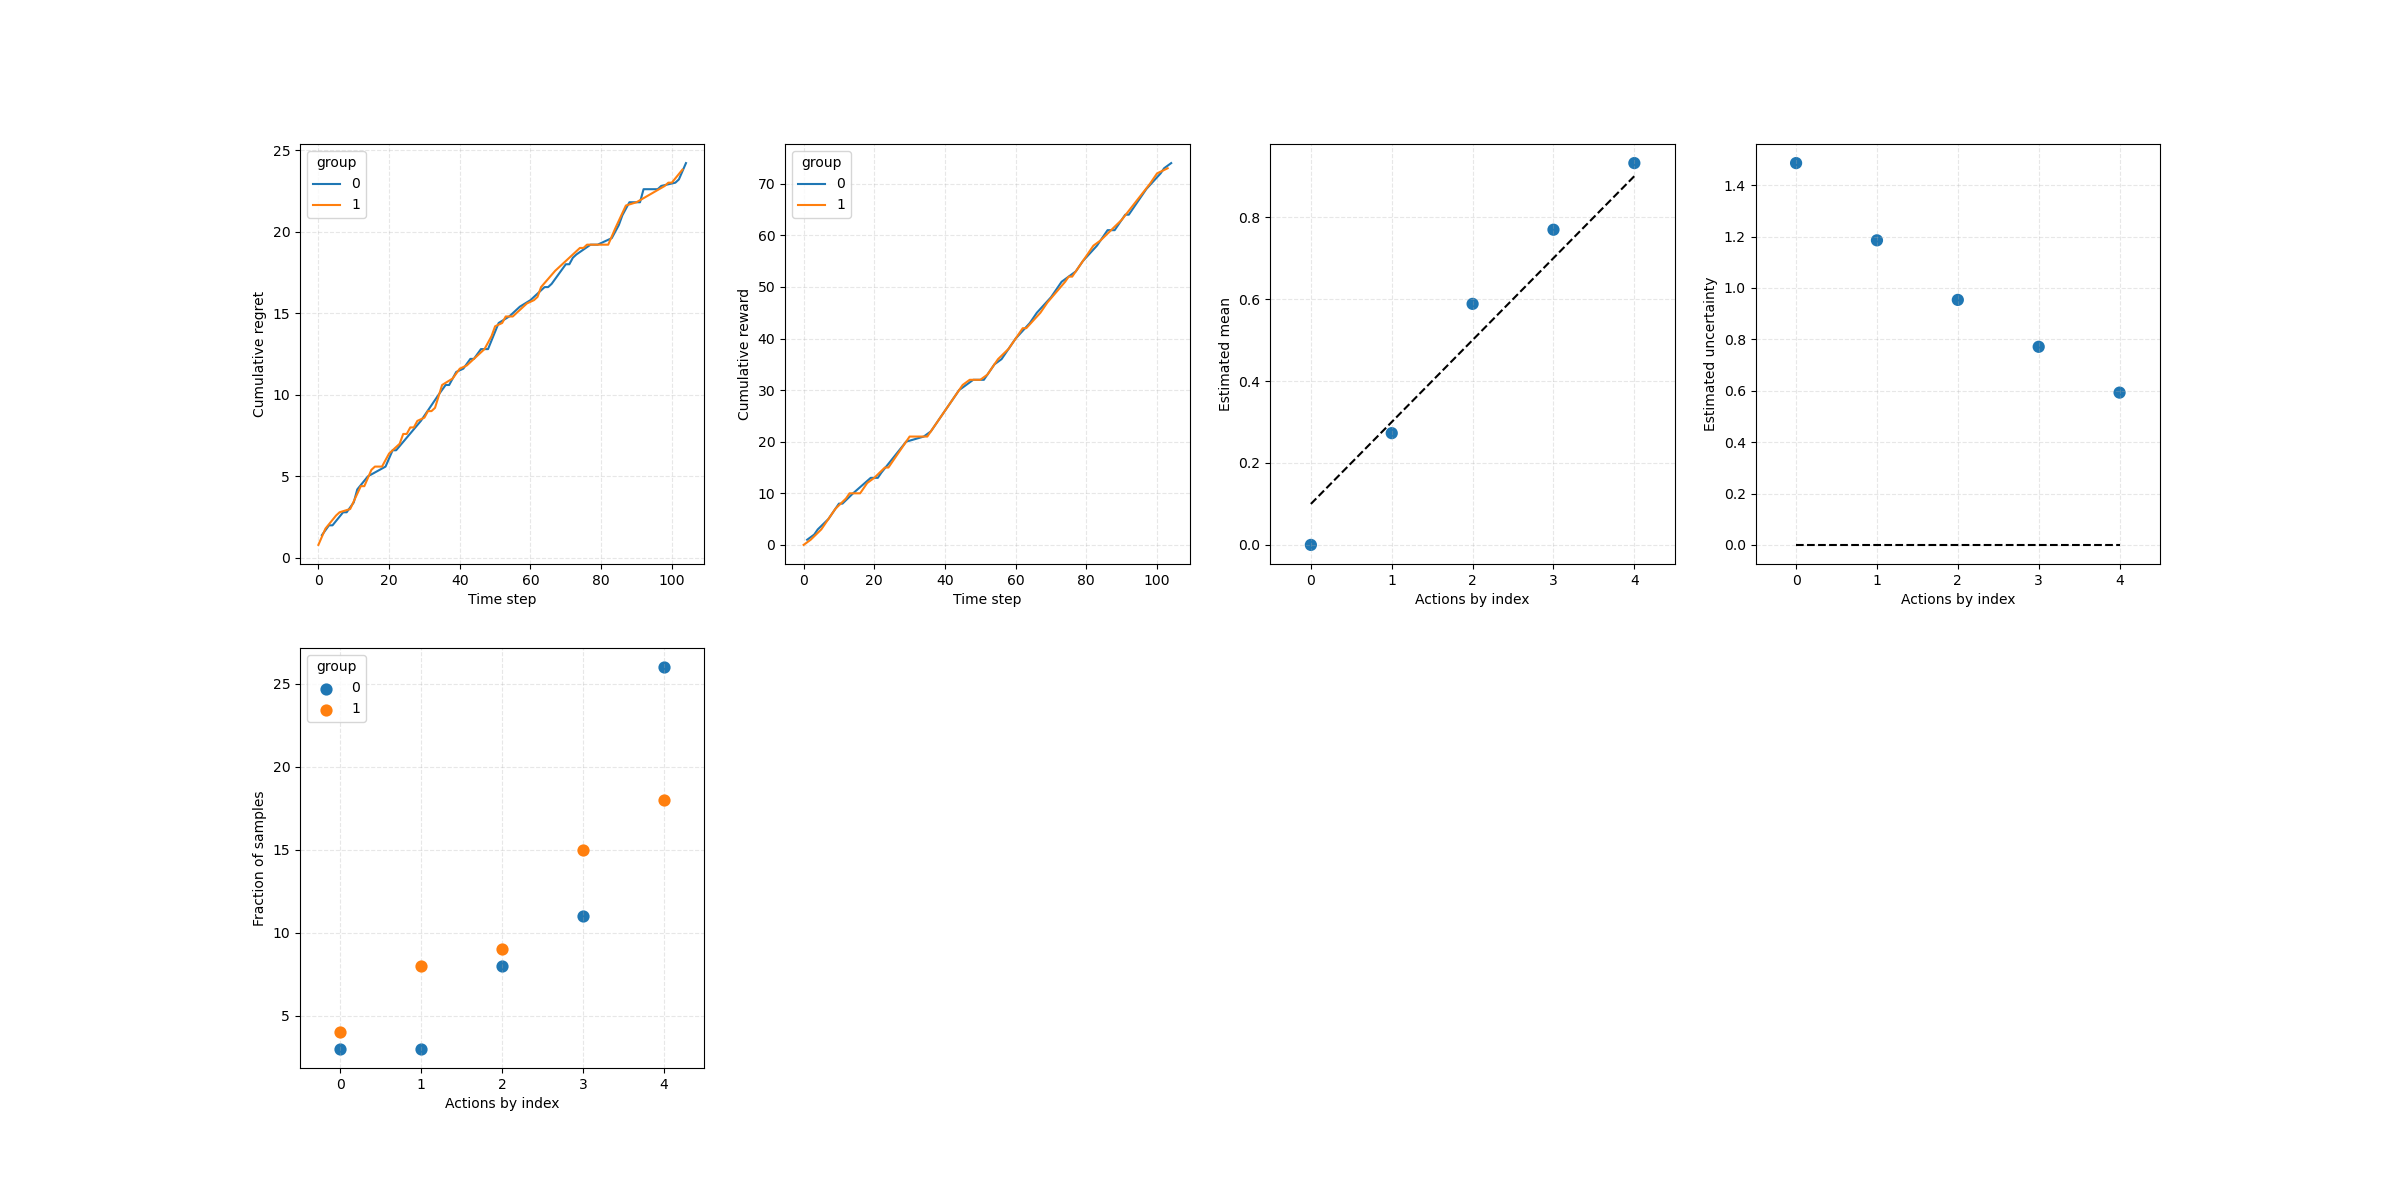 25
20
15
10
5
0
Cumulative regret
group
0
1
0 20 40 60 80 100
Time step
70
60
50
40
30
20
10
0
Cumulative reward
group
0
1
0 20 40 60 80 100
Time step
0.8
0.6
0.4
0.2
0.0
Estimated mean
0 1 2 3 4
Actions by index
1.4
1.2
1.0
0.8
0.6
0.4
0.2
0.0
Estimated uncertainty
0 1 2 3 4
Actions by index
25
20
15
10
5
Fraction of samples
group
0
1
0 1 2 3 4
Actions by index